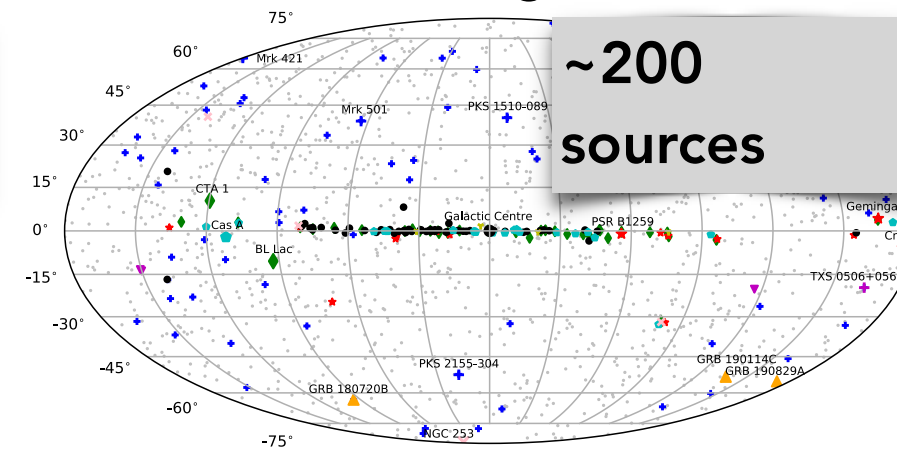 75°
~200
sources
60°
Mrk 421
45°
Mrk 501
PKS 1510-089
30°
15°
CTA 1
Geminga
0°
Cas A
Galactic Centre
PSR B1259
Cr
BL Lac
-15°
TXS 0506+056
-30°
-45°
PKS 2155-304
GRB 190114C
GRB 190829A
GRB 180720B
-60°
NGC 253
-75°